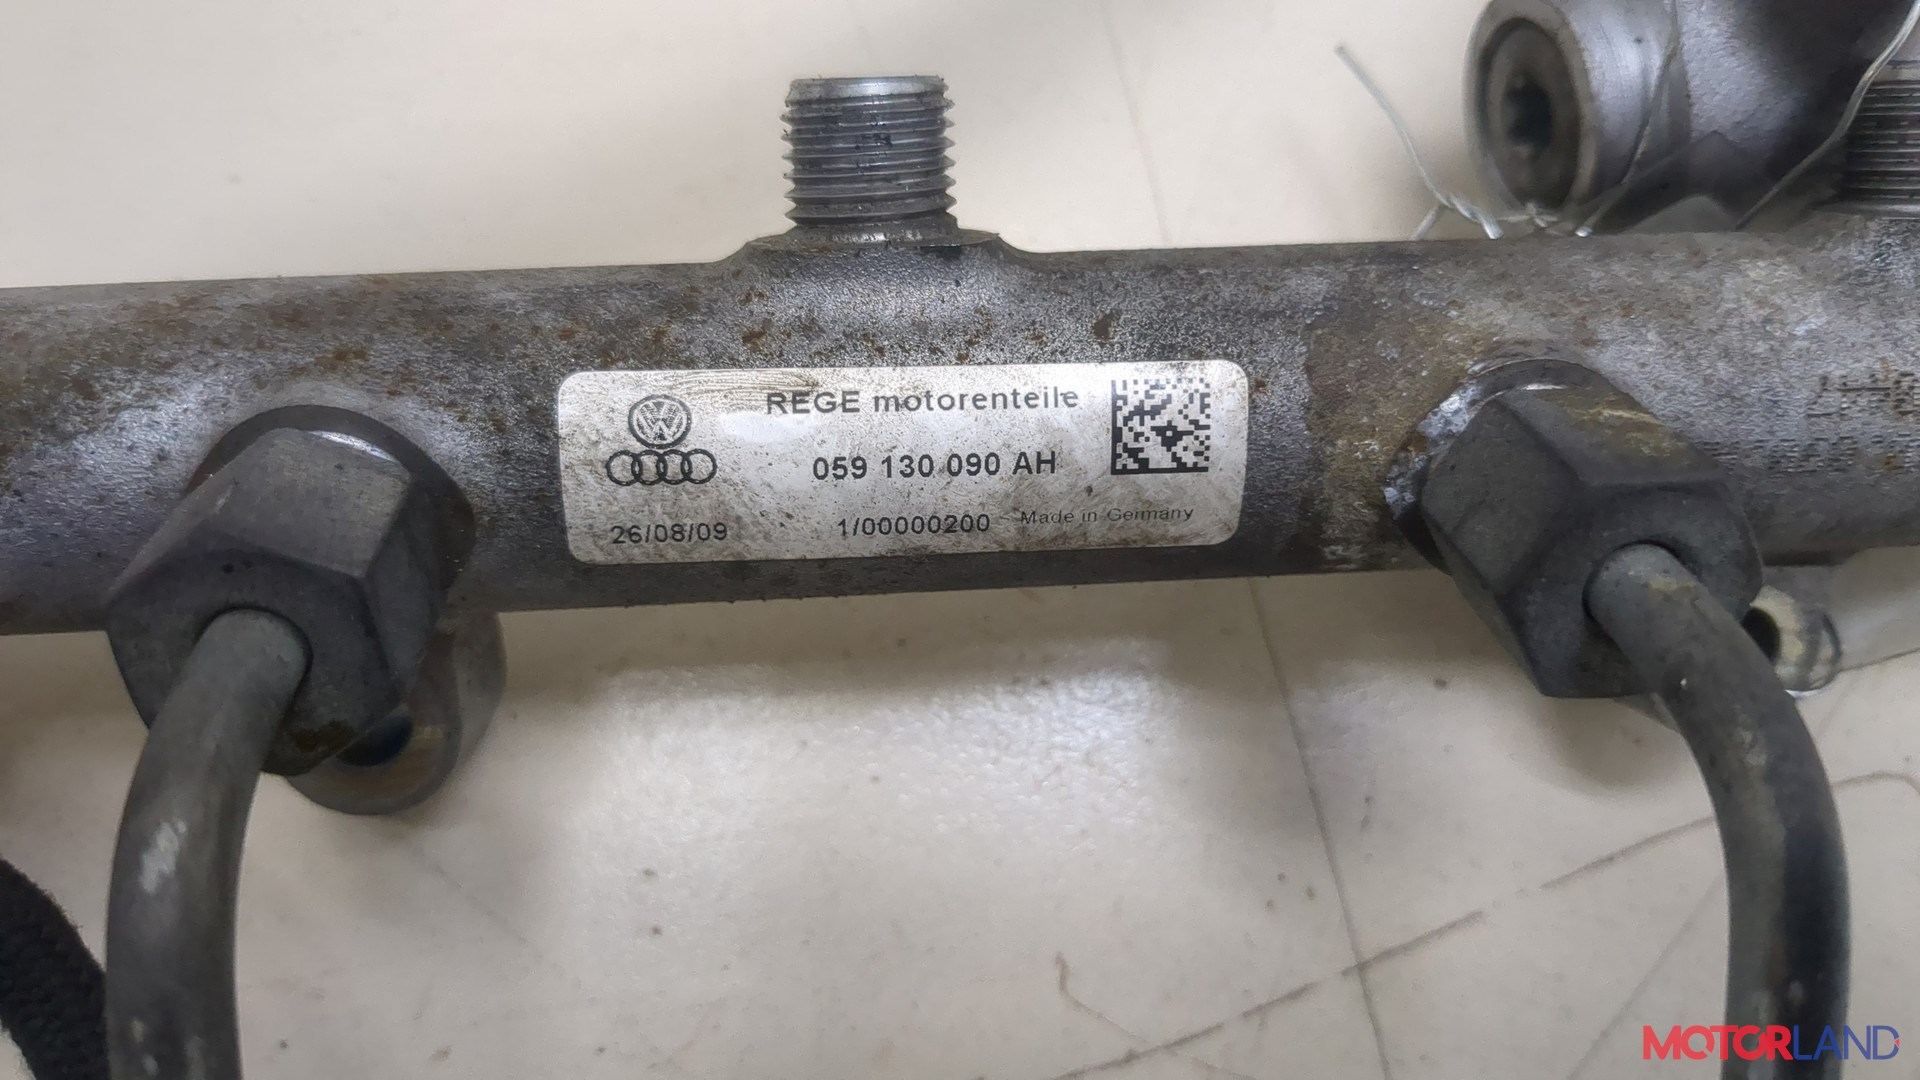 REGE motorenteile
059 130 090 AH
26/08/09 1/00000200 Made in Germany
MOTORLAND